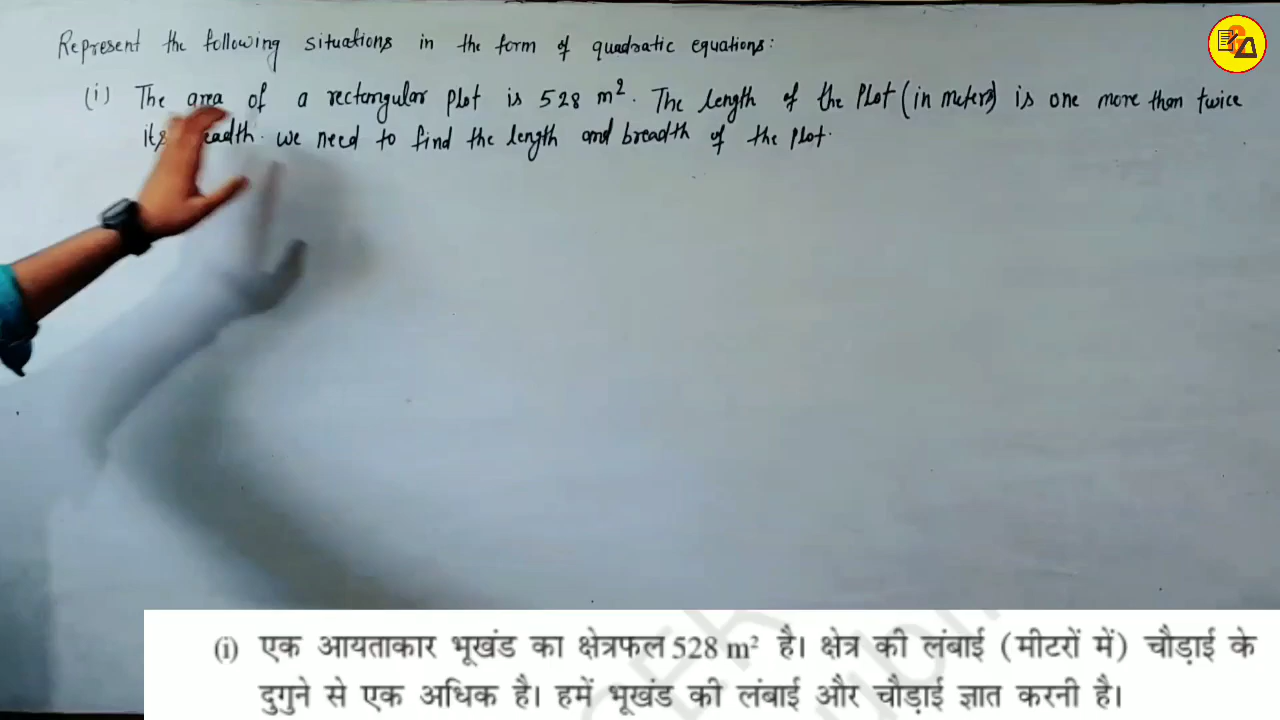 Represent the following situations in the form of quadratic equations:
(i) The area of a rectangular plot is 528 m². The length of the Plot (in meters) is one more than twice
its breadth. we need to find the length and breadth of the plot.
(i) एक आयताकार भूखंड का क्षेत्रफल 528 m² है। क्षेत्र की लंबाई (मीटरों में) चौड़ाई के
दुगुने से एक अधिक है। हमें भूखंड की लंबाई और चौड़ाई ज्ञात करनी है।